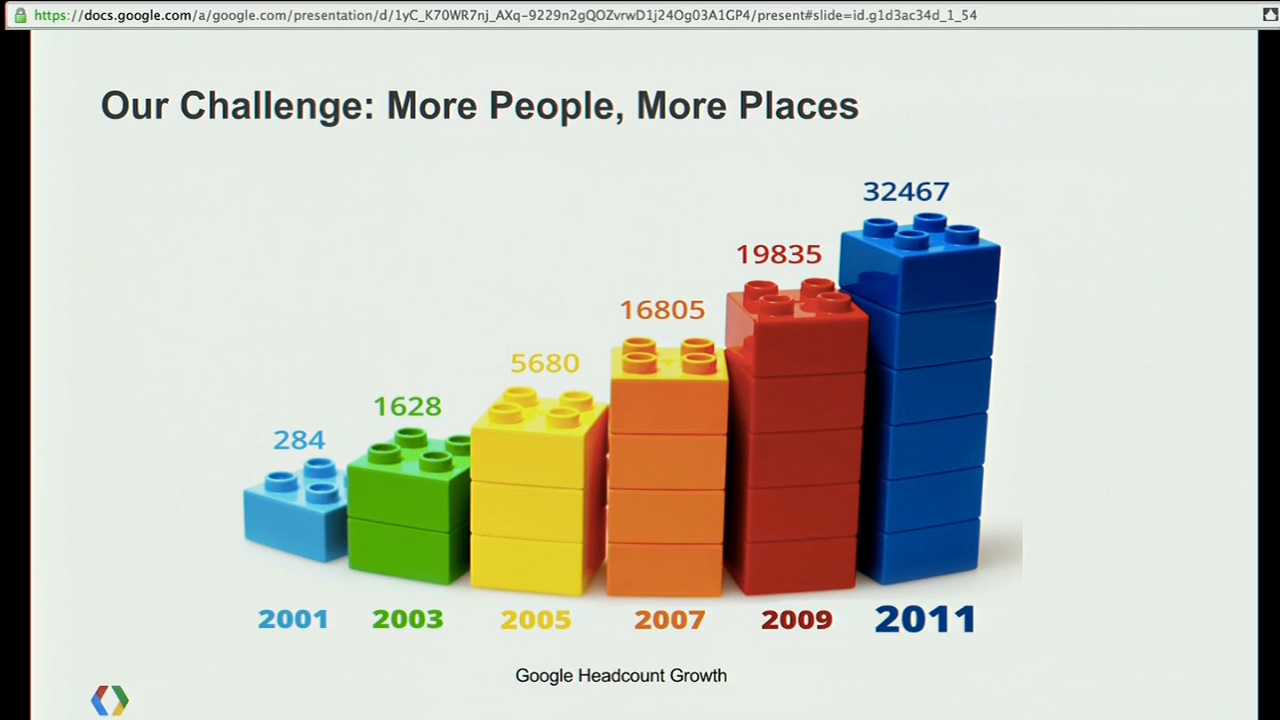 https://docs.google.com/a/google.com/presentation/d/1yC_K70WR7nj_AXq-9229n2gQOZvrwD1j24Og03A1GP4/present#slide=id.g1d3ac34d_1_54
Our Challenge: More People, More Places
32467
19835
16805
5680
1628
284
2001 2003 2005 2007 2009 2011
Google Headcount Growth